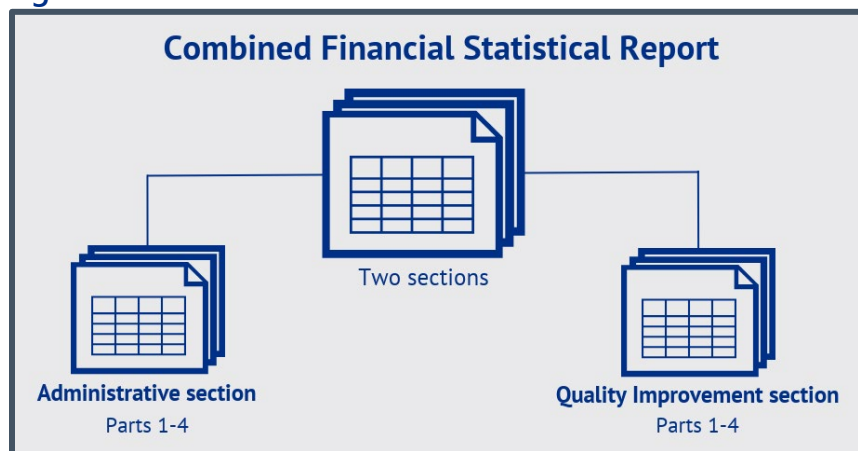 Combined Financial Statistical Report
Two sections
Administrative section
Parts 1-4
Quality Improvement section
Parts 1-4